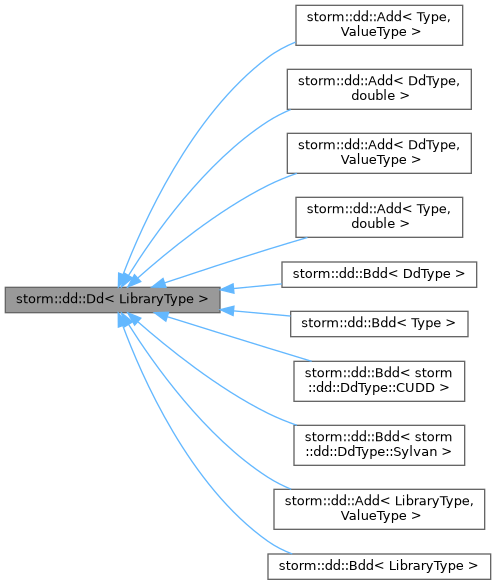 storm::dd::Add< Type,
ValueType >
storm::dd::Add< DdType,
double >
storm::dd::Add< DdType,
ValueType >
storm::dd::Add< Type,
double >
storm::dd::Bdd< DdType >
storm::dd::Dd< LibraryType >
storm::dd::Bdd< Type >
storm::dd::Bdd< storm
::dd::DdType::CUDD >
storm::dd::Bdd< storm
::dd::DdType::Sylvan >
storm::dd::Add< LibraryType,
ValueType >
storm::dd::Bdd< LibraryType >